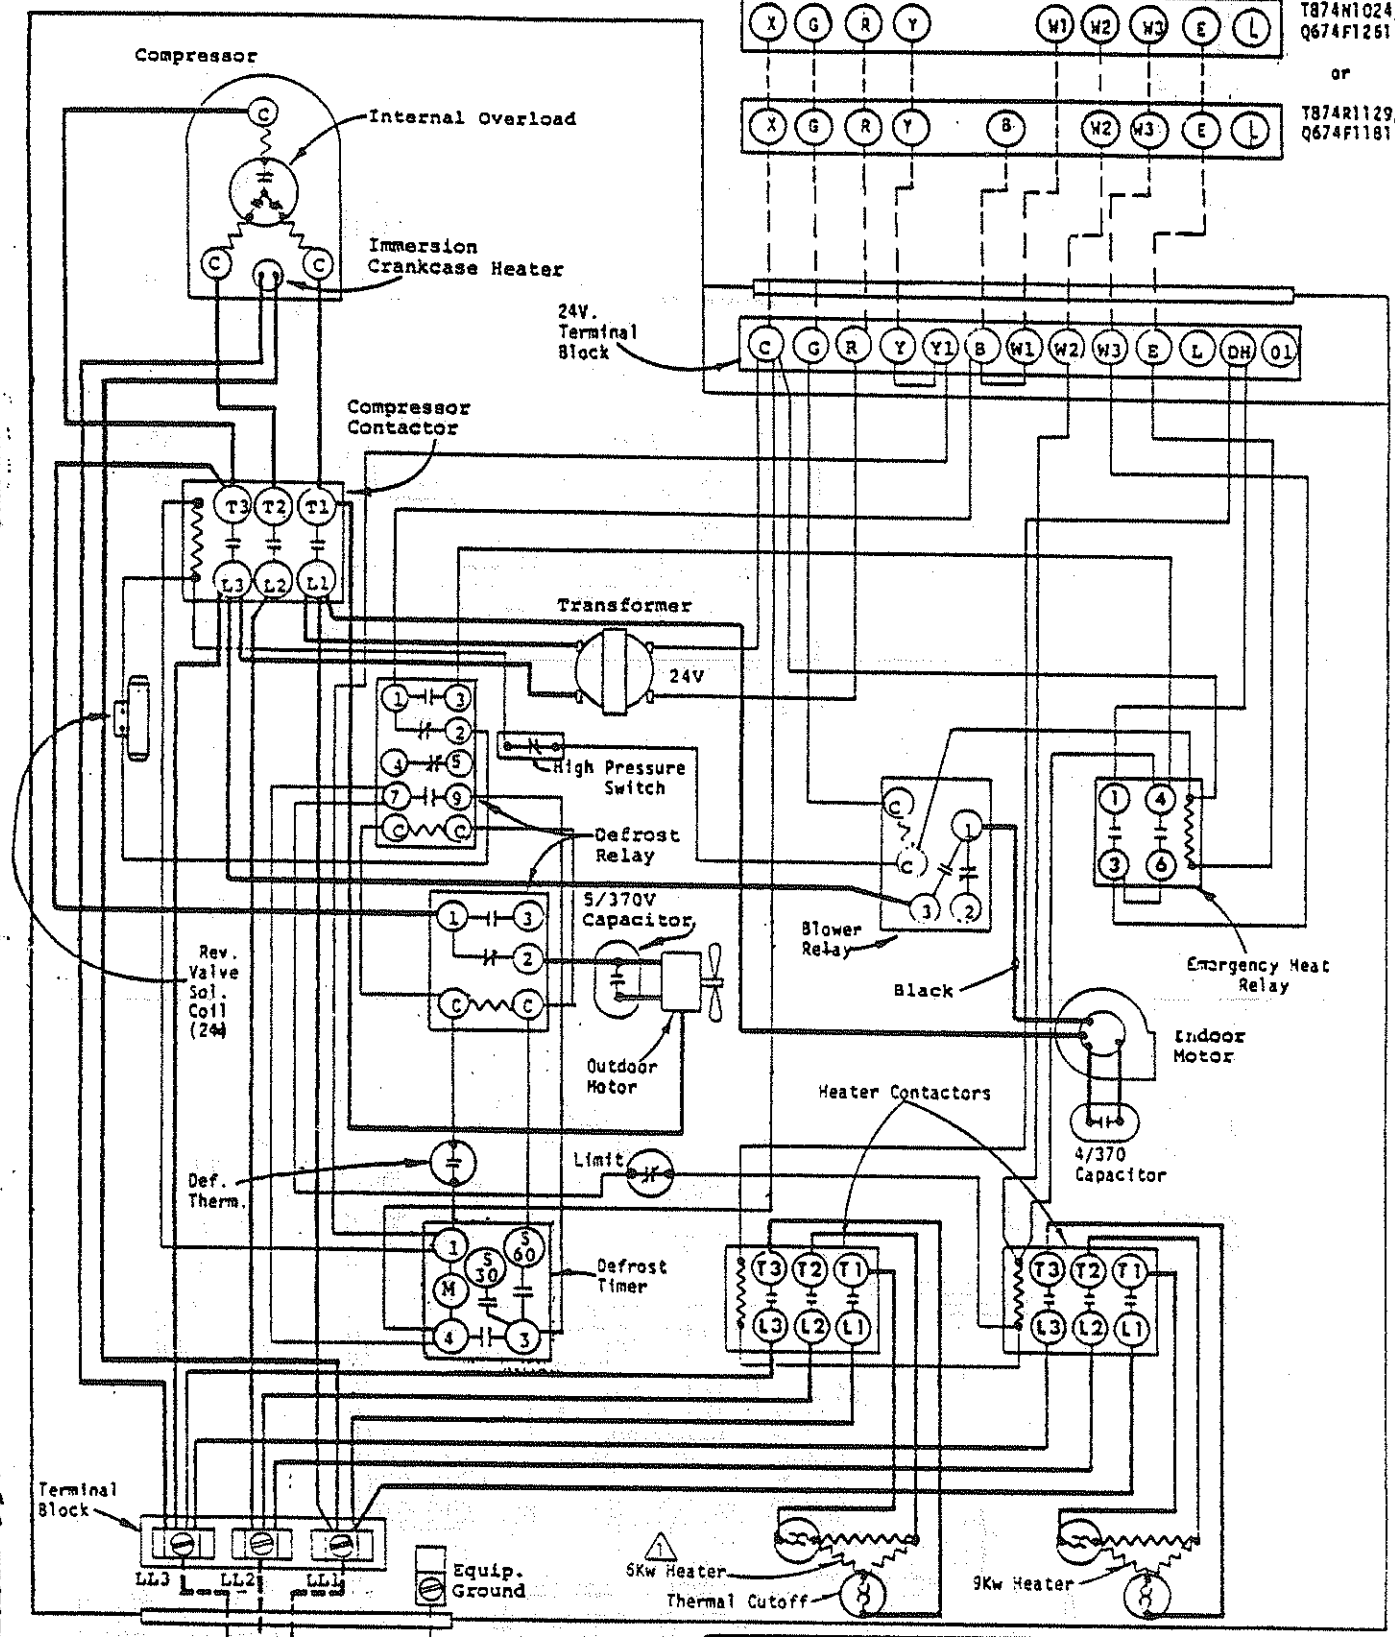 X G R Y W1 W2 W3 E L
T874N1024,
Q674F1261
or
X G R Y B W2 W3 E L
T874R1129,
Q674F1181
Compressor
C
Internal Overload
C C
Immersion
Crankcase Heater
24V.
Terminal
Block
C G R Y Y1 B W1 W2 W3 E L DH O1
Compressor
Contactor
T3 T2 T1
L3 L2 L1
Transformer
24V
1 3
2
4 5
7 9
C C
High Pressure
Switch
Defrost
Relay
5/370V
Capacitor
1 3
2
C C
Rev.
Valve
Sol.
Coil
Outdoor
Motor
C
1
C
3 2
Blower
Relay
Black
1 4
3 6
Emergency Heat
Relay
Indoor
Motor
4/370
Capacitor
Heater Contactors
Def.
Therm.
Limit
1
S
30
S
60
M
4 3
Defrost
Timer
T3 T2 T1
L3 L2 L1
T3 T2 T1
L3 L2 L1
Terminal
Block
LL3 LL2 LL1
Equip.
Ground
1
Kw Heater
Thermal Cutoff
9Kw Heater